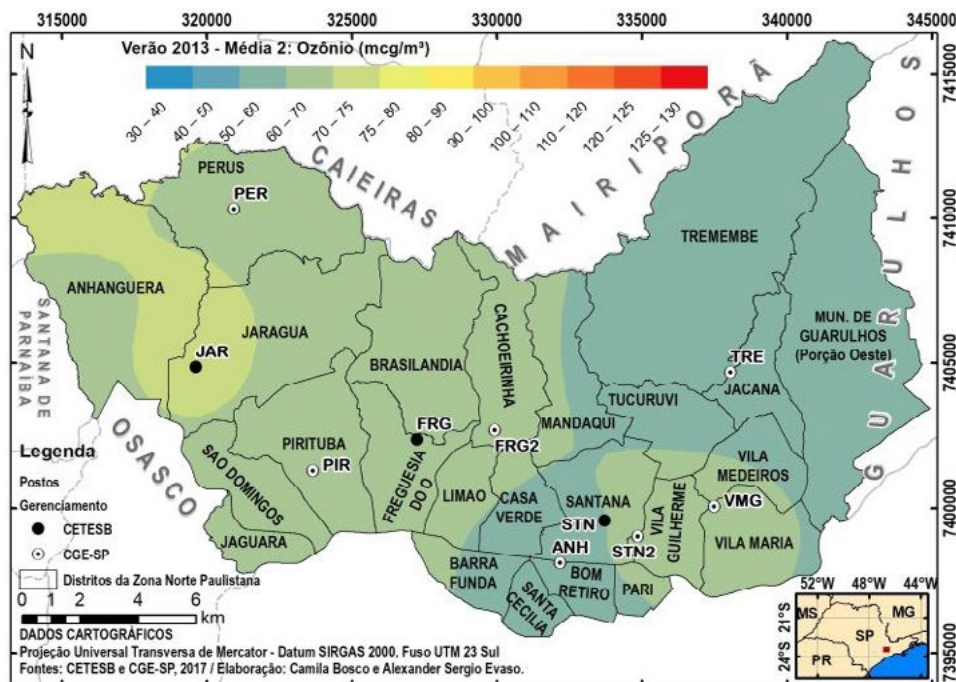 315000 320000 325000 330000 335000 340000 345000
Verão 2013 - Média 2: Ozônio (mcg/m³)
N
30 – 40
40 – 50
50 – 60
60 – 70
70 – 75
75 – 80
80 – 90
90 – 100
100 – 110
110 – 120
120 – 125
125 – 130
7415000
7410000
7405000
7400000
7395000
CAIEIRAS
MAIRIPORÃ
GUARULHOS
SANTANA DE
PARNAÍBA
OSASCO
PERUS
PER
TREMEMBE
ANHANGUERA
JARAGUA
JAR
BRASILANDIA
CACHOEIRINHA
MUN. DE
GUARULHOS
(Porção Oeste)
TRE
JACANA
TUCURUVI
MANDAQUI
FRG
FRG2
PIRITUBA
PIR
SAO DOMINGOS
JAGUARA
FREGUESIA
DO O
LIMAO
CASA
VERDE
SANTANA
STN
STN2
VILA
GUILHERME
VILA
MEDEIROS
VMG
VILA MARIA
ANH
BARRA
FUNDA
SANTA
CECILIA
BOM
RETIRO
PARI
Legenda
Postos
Gerenciamento
CETESB
CGE-SP
Distritos da Zona Norte Paulistana
0 1 2 4 6
km
DADOS CARTOGRÁFICOS
Projeção Universal Transversa de Mercator - Datum SIRGAS 2000, Fuso UTM 23 Sul
Fontes: CETESB e CGE-SP, 2017 / Elaboração: Camila Bosco e Alexander Sergio Evaso.
52°W 48°W 44°W
21°S
24°S
MS
MG
SP
PR